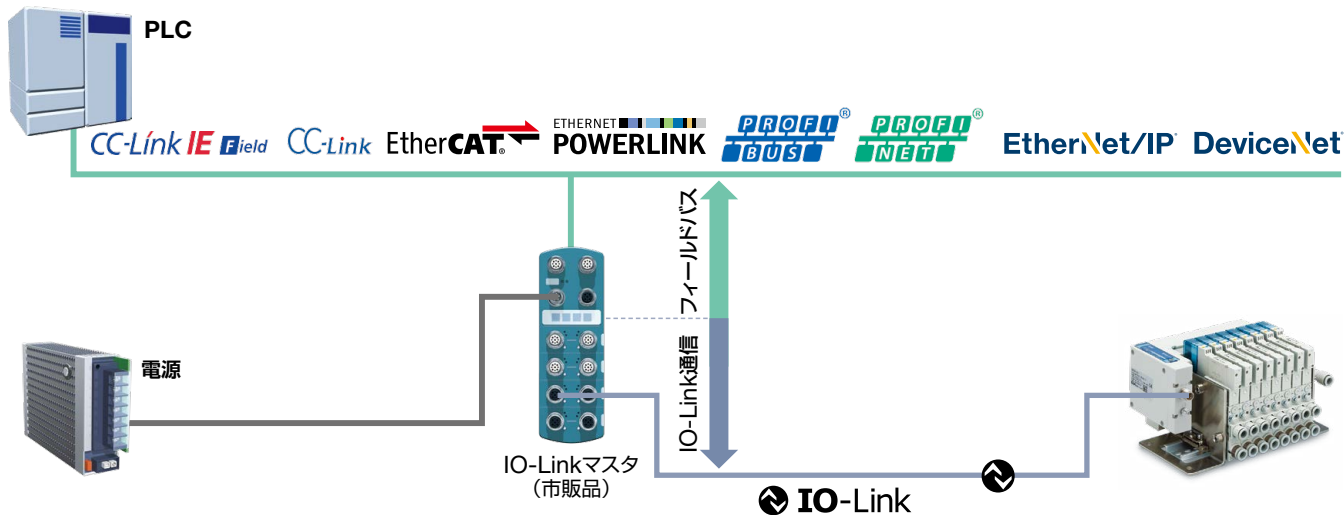 PLC
CC-Link IE Field
CC-Link
EtherCAT®
ETHERNET
POWERLINK
PROFI®
BUS
PROFI®
NET
EtherNet/IP
DeviceNet
フィールドバス
IO-Link通信
電源
IO-Linkマスタ
（市販品）
IO-Link